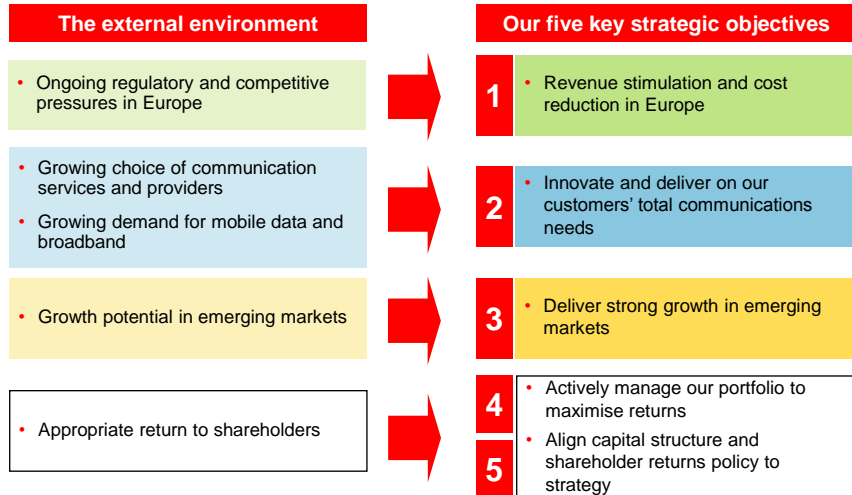 The external environment
Our five key strategic objectives
• Ongoing regulatory and competitive
pressures in Europe
1
• Revenue stimulation and cost
reduction in Europe
• Growing choice of communication
services and providers
• Growing demand for mobile data and
broadband
2
• Innovate and deliver on our
customers’ total communications
needs
• Growth potential in emerging markets
3
• Deliver strong growth in emerging
markets
• Appropriate return to shareholders
4
• Actively manage our portfolio to
maximise returns
5
• Align capital structure and
shareholder returns policy to
strategy